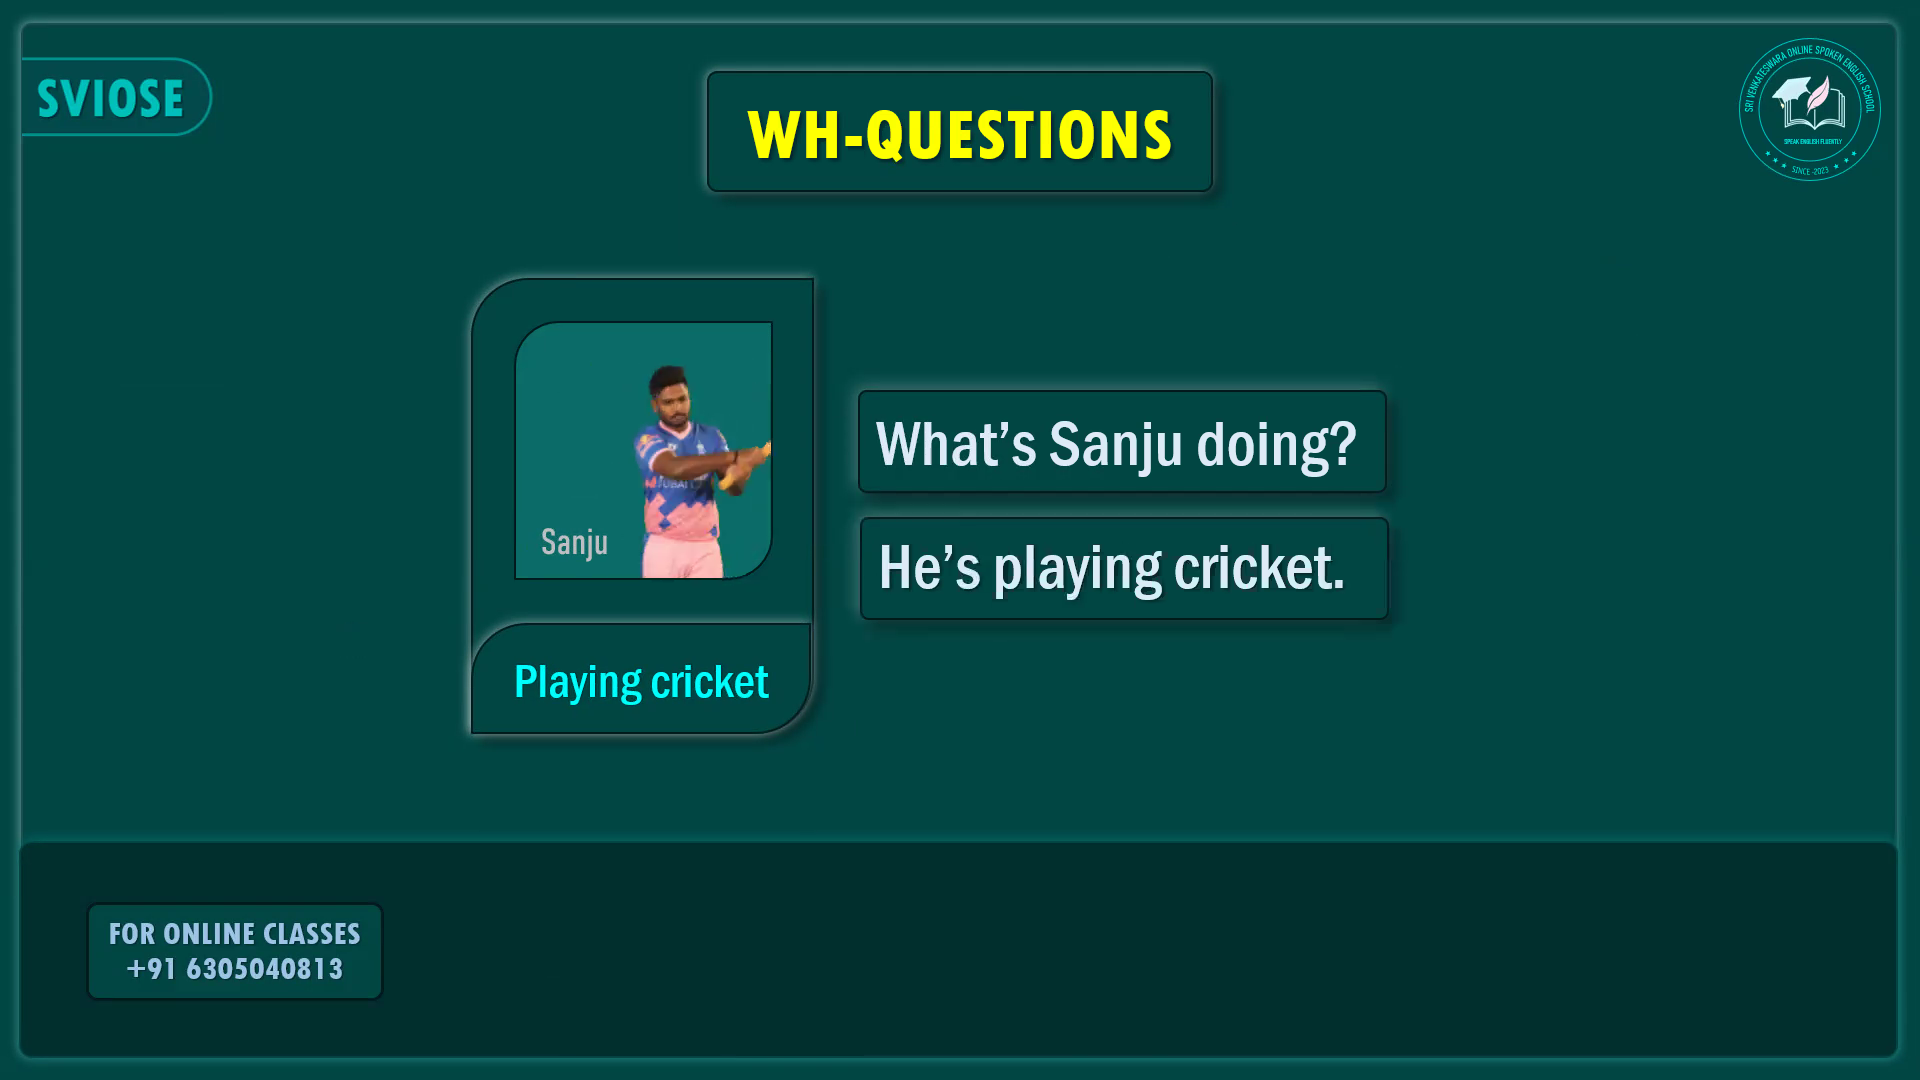 SVIOSE
WH-QUESTIONS
SRI VENKATESWARA ONLINE SPOKEN ENGLISH SCHOOL
SPEAK ENGLISH FLUENTLY
SINCE -2023
What’s Sanju doing?
He’s playing cricket.
DUBAI
Sanju
Playing cricket
FOR ONLINE CLASSES
+91 6305040813